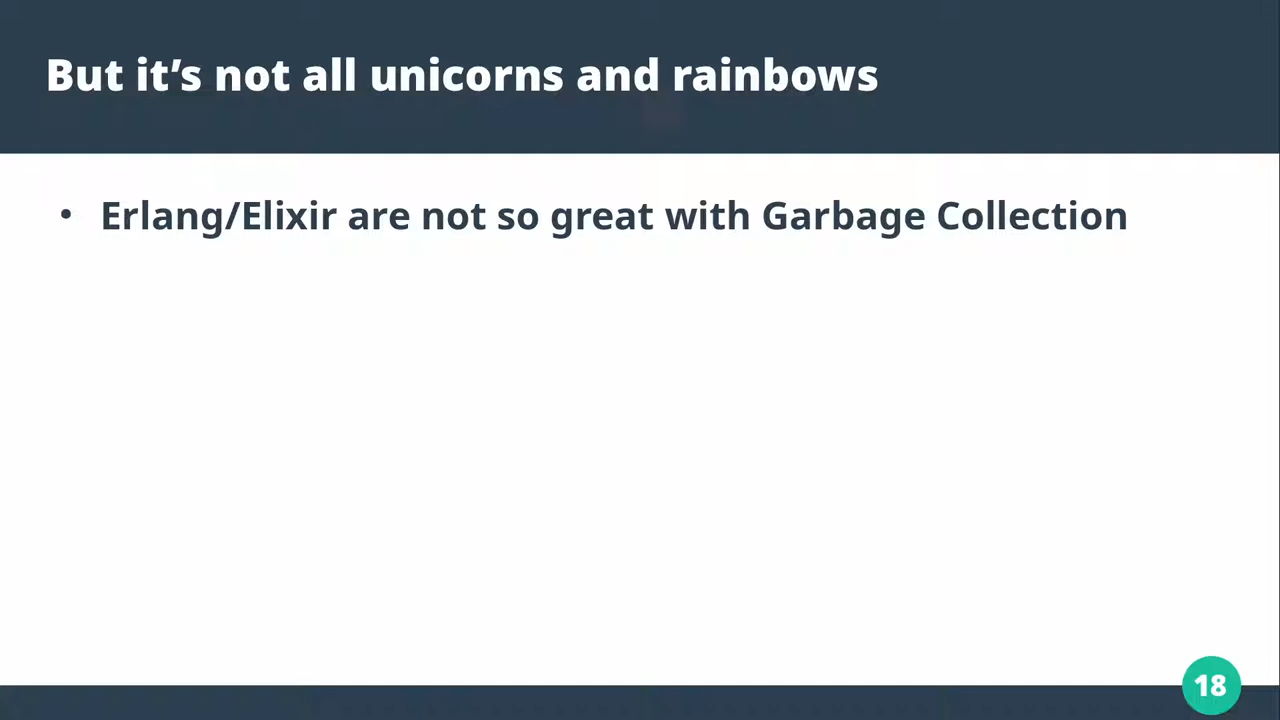 But it’s not all unicorns and rainbows
• Erlang/Elixir are not so great with Garbage Collection
18